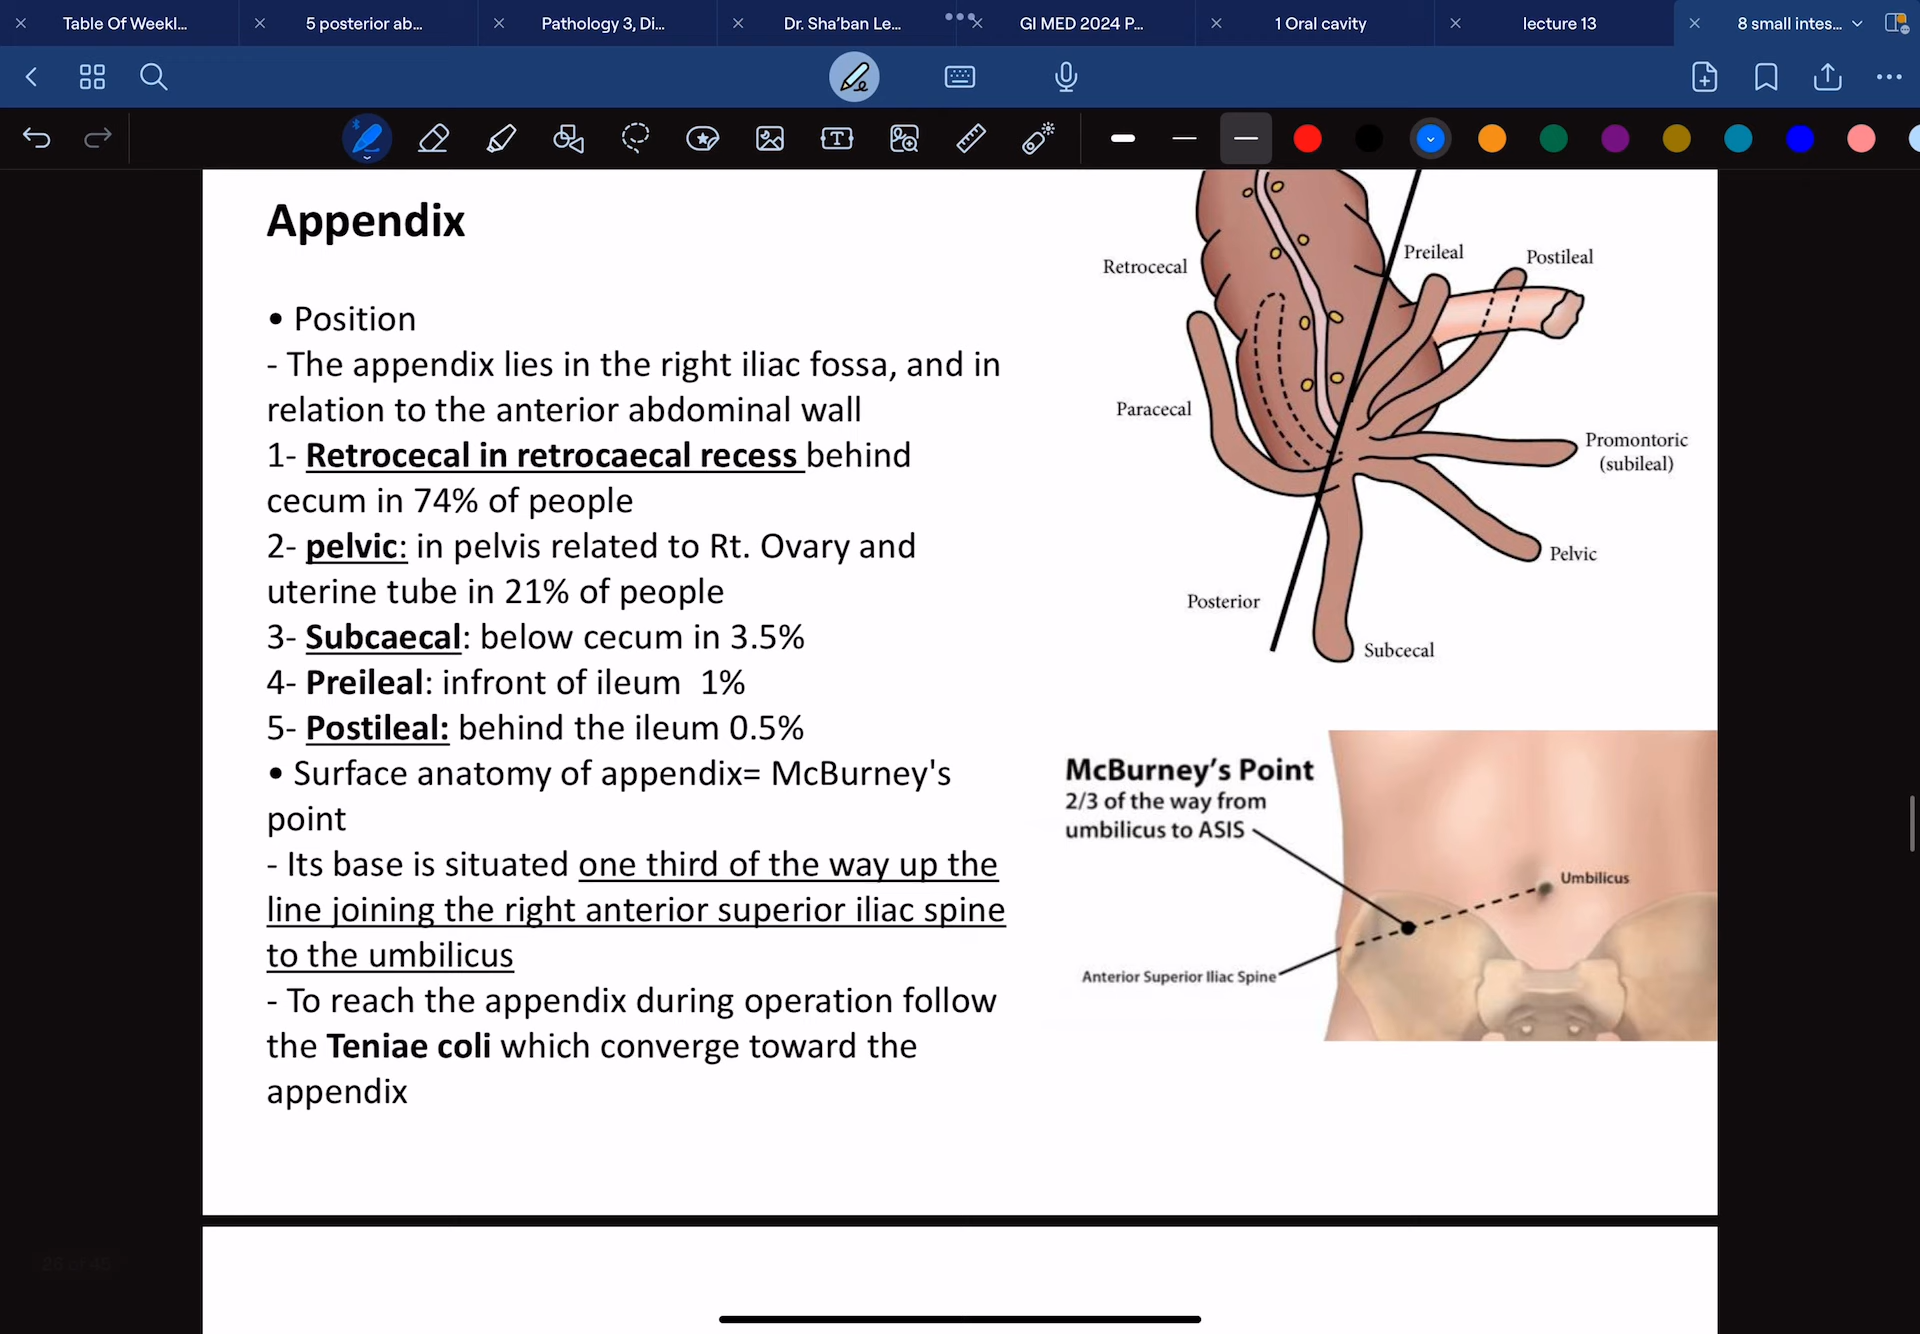 Table Of Weekl...
5 posterior ab...
Pathology 3, Di...
Dr. Sha'ban Le...
GI MED 2024 P...
1 Oral cavity
lecture 13
8 small intes...
Appendix
• Position
- The appendix lies in the right iliac fossa, and in
relation to the anterior abdominal wall
1- Retrocecal in retrocaecal recess behind
cecum in 74% of people
2- pelvic: in pelvis related to Rt. Ovary and
uterine tube in 21% of people
3- Subcaecal: below cecum in 3.5%
4- Preileal: infront of ileum 1%
5- Postileal: behind the ileum 0.5%
• Surface anatomy of appendix= McBurney's
point
- Its base is situated one third of the way up the
line joining the right anterior superior iliac spine
to the umbilicus
- To reach the appendix during operation follow
the Teniae coli which converge toward the
appendix
Retrocecal
Preileal
Postileal
Paracecal
Promontoric
(subileal)
Pelvic
Posterior
Subcecal
McBurney's Point
2/3 of the way from
umbilicus to ASIS
Umbilicus
Anterior Superior Iliac Spine